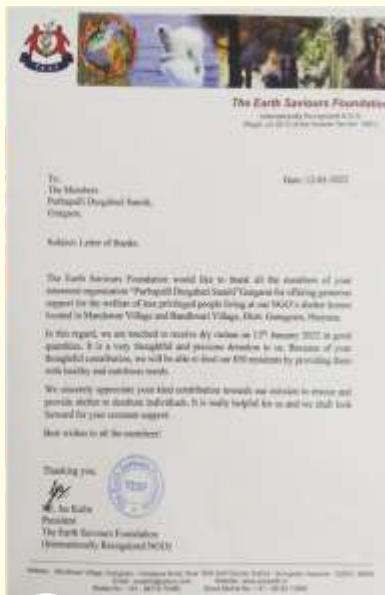 The Earth Saviours Foundation
Internationally Recognized N.G.O.
To,
The Members
Purbapalli Durgabari Samiti,
Gurgaon.
Date: 12-01-2022
Subject: Letter of thanks.
The Earth Saviours Foundation would like to thank all the members of your
esteemed organization "Purbapalli Durgabari Samiti" Gurgaon for offering generous
support for the welfare of less privileged people living at our NGO's shelter homes
located in Mandawar Village and Bandhwari Village, Distt. Gurugram, Haryana.
In this regard, we are touched to receive dry rations on 12th January 2022 in good
quantities. It is a very thoughtful and precious donation to us. Because of your
thoughtful contribution, we will be able to feed our residents by providing them
with healthy and nutritious meals.
We sincerely appreciate your kind contribution towards our mission to rescue and
provide shelter to destitute individuals. It is really helpful for us and we shall look
forward for your constant support.
Best wishes to all the members!
Thanking you,
President
The Earth Saviours Foundation
(Internationally Recognized NGO)